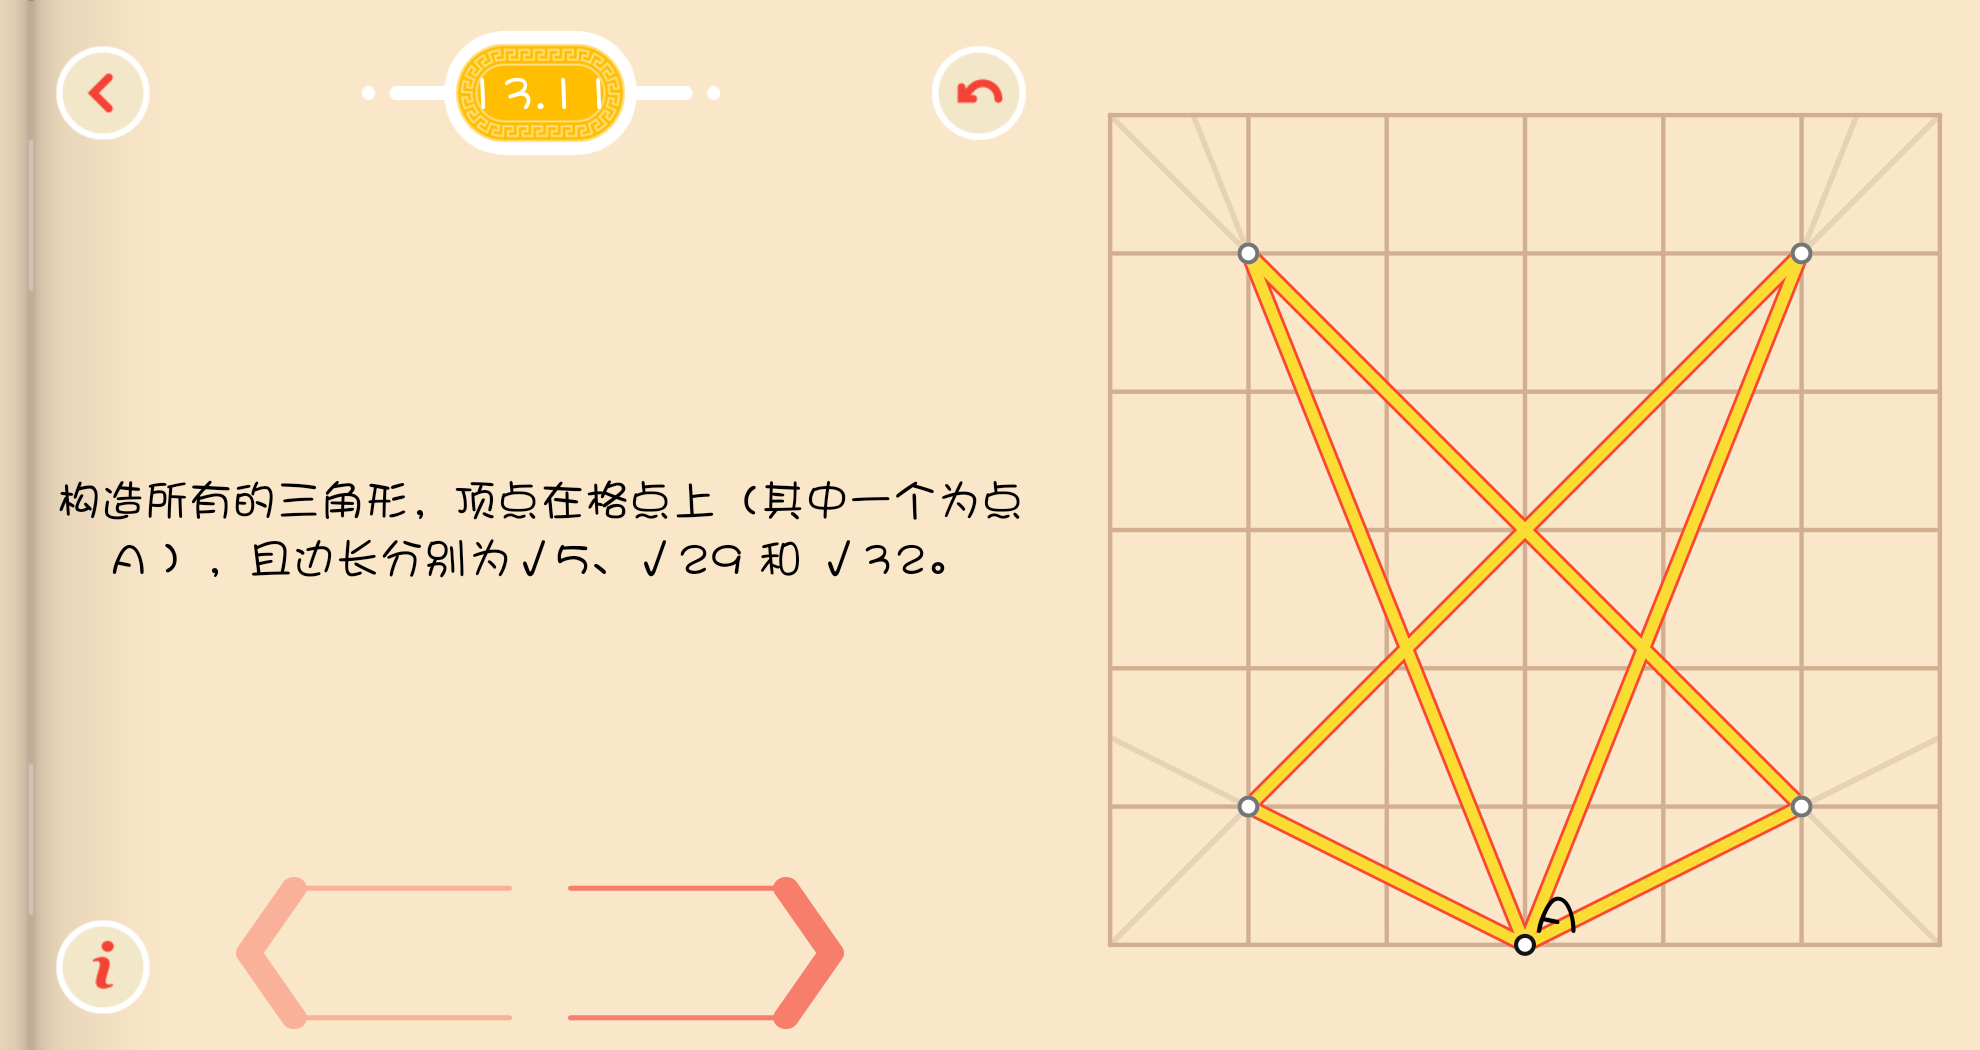 13.11
构造所有的三角形，顶点在格点上（其中一个为点
A），且边长分别为√5、√29 和 √32。
i
A